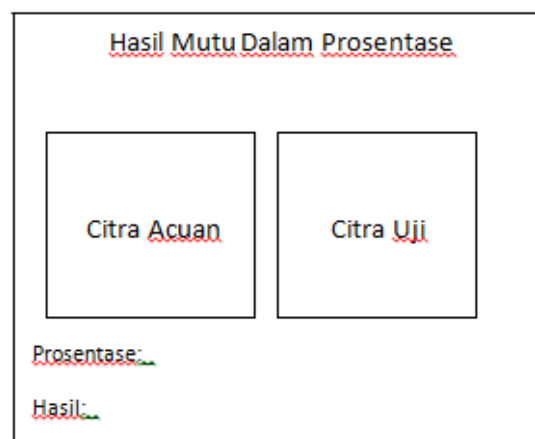 Hasil Mutu Dalam Prosentase
Citra Acuan
Citra Uji
Prosentase:..
Hasil:..